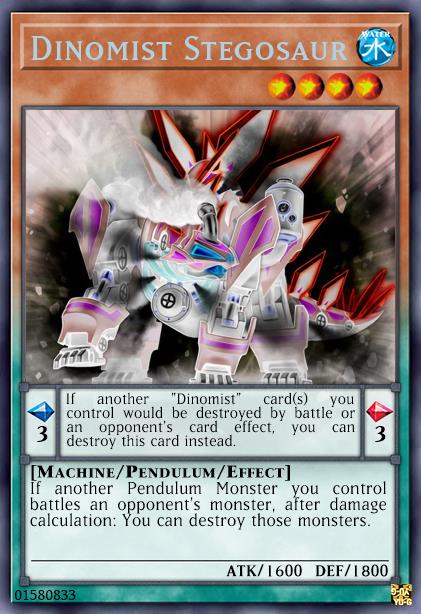 Dinomist Stegosaur
WATER
水
If another "Dinomist" card(s) you
control would be destroyed by battle or
an opponent's card effect, you can
destroy this card instead.
3
3
[Machine/Pendulum/Effect]
If another Pendulum Monster you control
battles an opponent's monster, after damage
calculation: You can destroy those monsters.
ATK/1600 DEF/1800
01580833